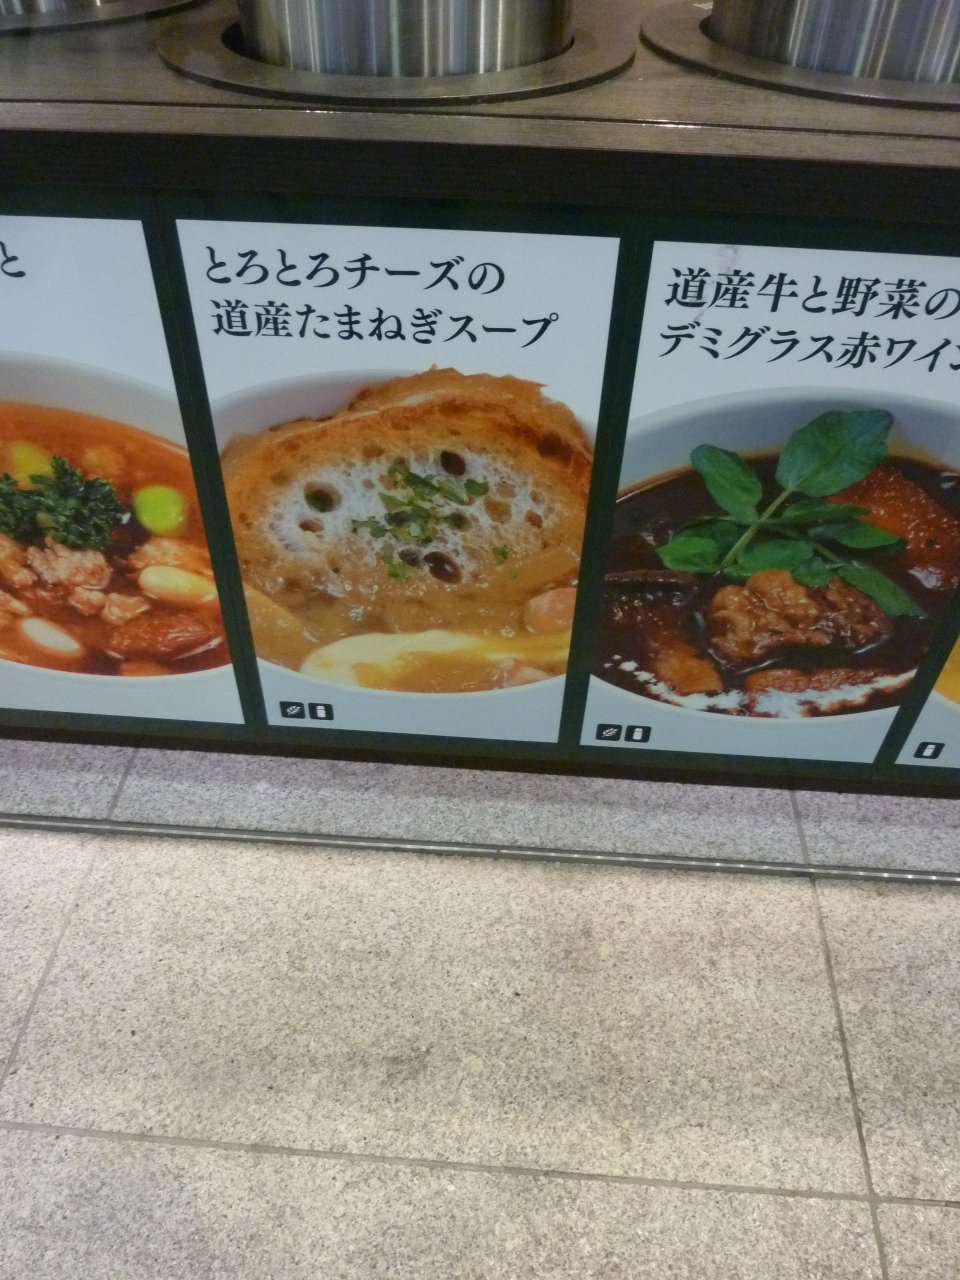 と
とろとろチーズの
道産たまねぎスープ
道産牛と野菜の
デミグラス赤ワイン